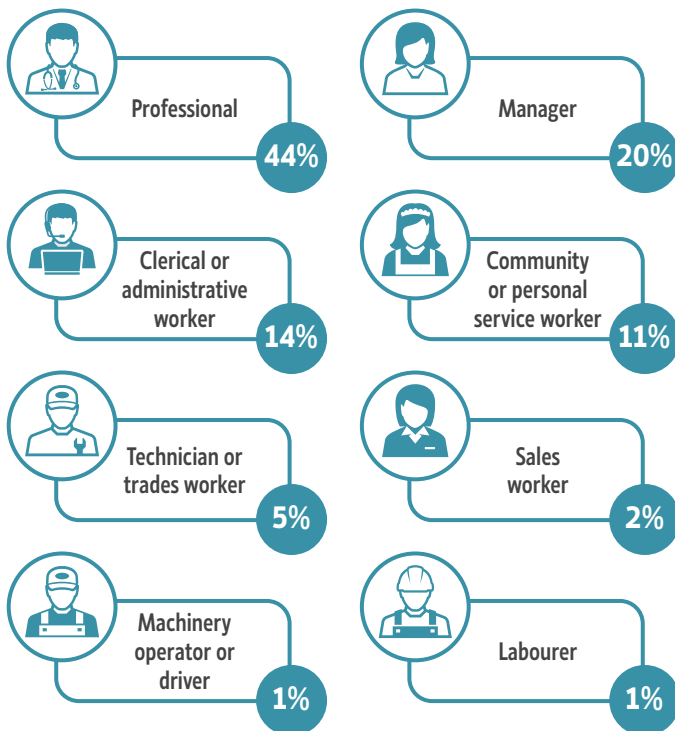 Professional
44%
Manager
20%
Clerical or
administrative
worker
14%
Community
or personal
service worker
11%
Technician or
trades worker
5%
Sales
worker
2%
Machinery
operator or
driver
1%
Labourer
1%